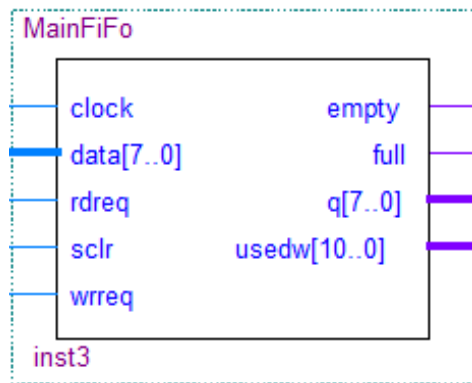 MainFiFo
clock empty
data[7..0] full
rdreq q[7..0]
sclr usedw[10..0]
wrreq
inst3